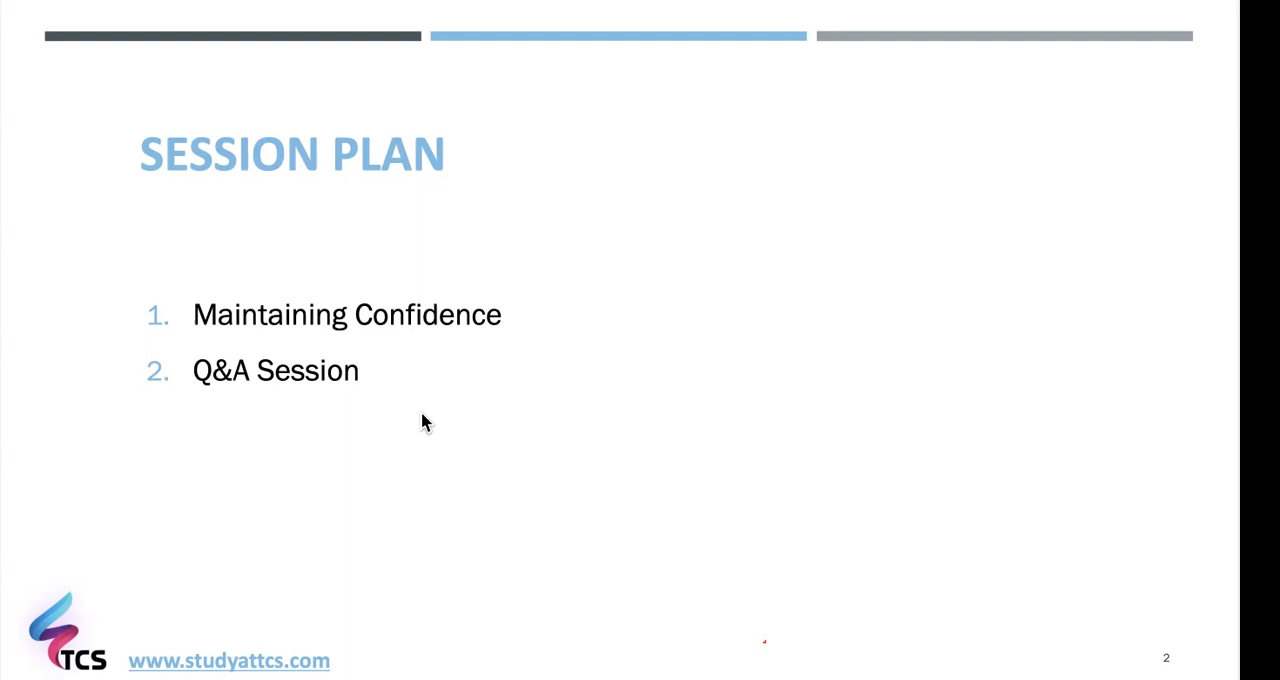 SESSION PLAN
1. Maintaining Confidence
2. Q&A Session
TCS
www.studyattcs.com
2